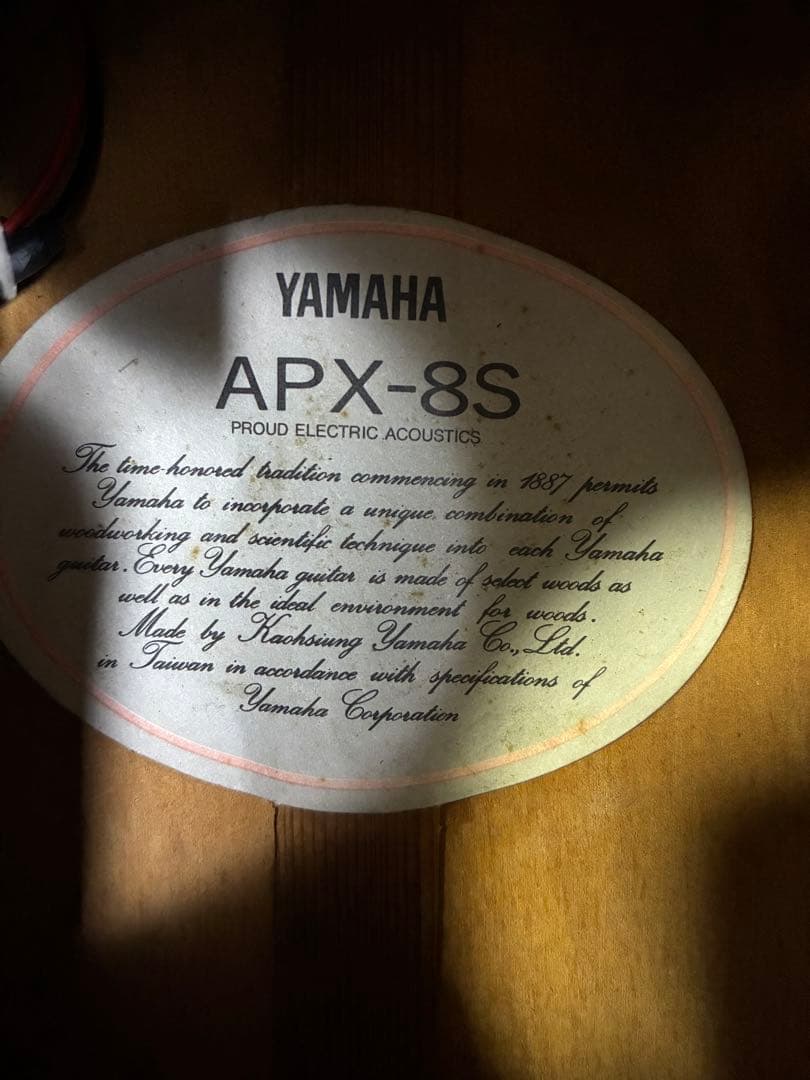 YAMAHA
APX-8S
PROUD ELECTRIC ACOUSTICS
The time-honored tradition commencing in 1887 permits
Yamaha to incorporate a unique combination of
woodworking and scientific technique into each Yamaha
guitar. Every Yamaha guitar is made of select woods as
well as in the ideal environment for woods.
Made by Kaohsiung Yamaha Co., Ltd.
in Taiwan in accordance with specifications of
Yamaha Corporation